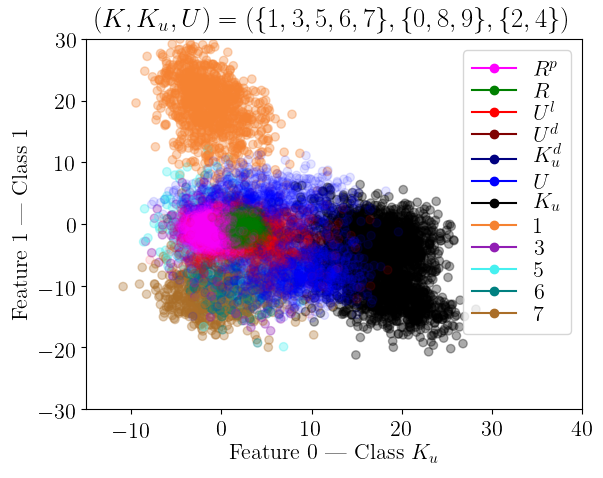 (K, K_u, U) = ({1, 3, 5, 6, 7}, {0, 8, 9}, {2, 4})
30
20
10
0
−10
−20
−30
Feature 1 — Class 1
R^p
R
U^l
U^d
K_u^d
U
K_u
1
3
5
6
7
−10 0 10 20 30 40
Feature 0 — Class K_u